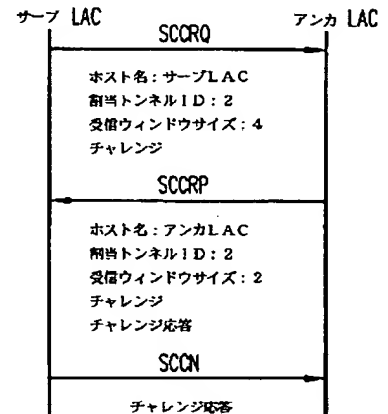 サーブ LAC
アンカ LAC
SCCRQ
ホスト名:サーブLAC
割当トンネルID:2
受信ウィンドウサイズ:4
チャレンジ
SCCRP
ホスト名:アンカLAC
割当トンネルID:2
受信ウィンドウサイズ:2
チャレンジ
チャレンジ応答
SCCN
チャレンジ応答